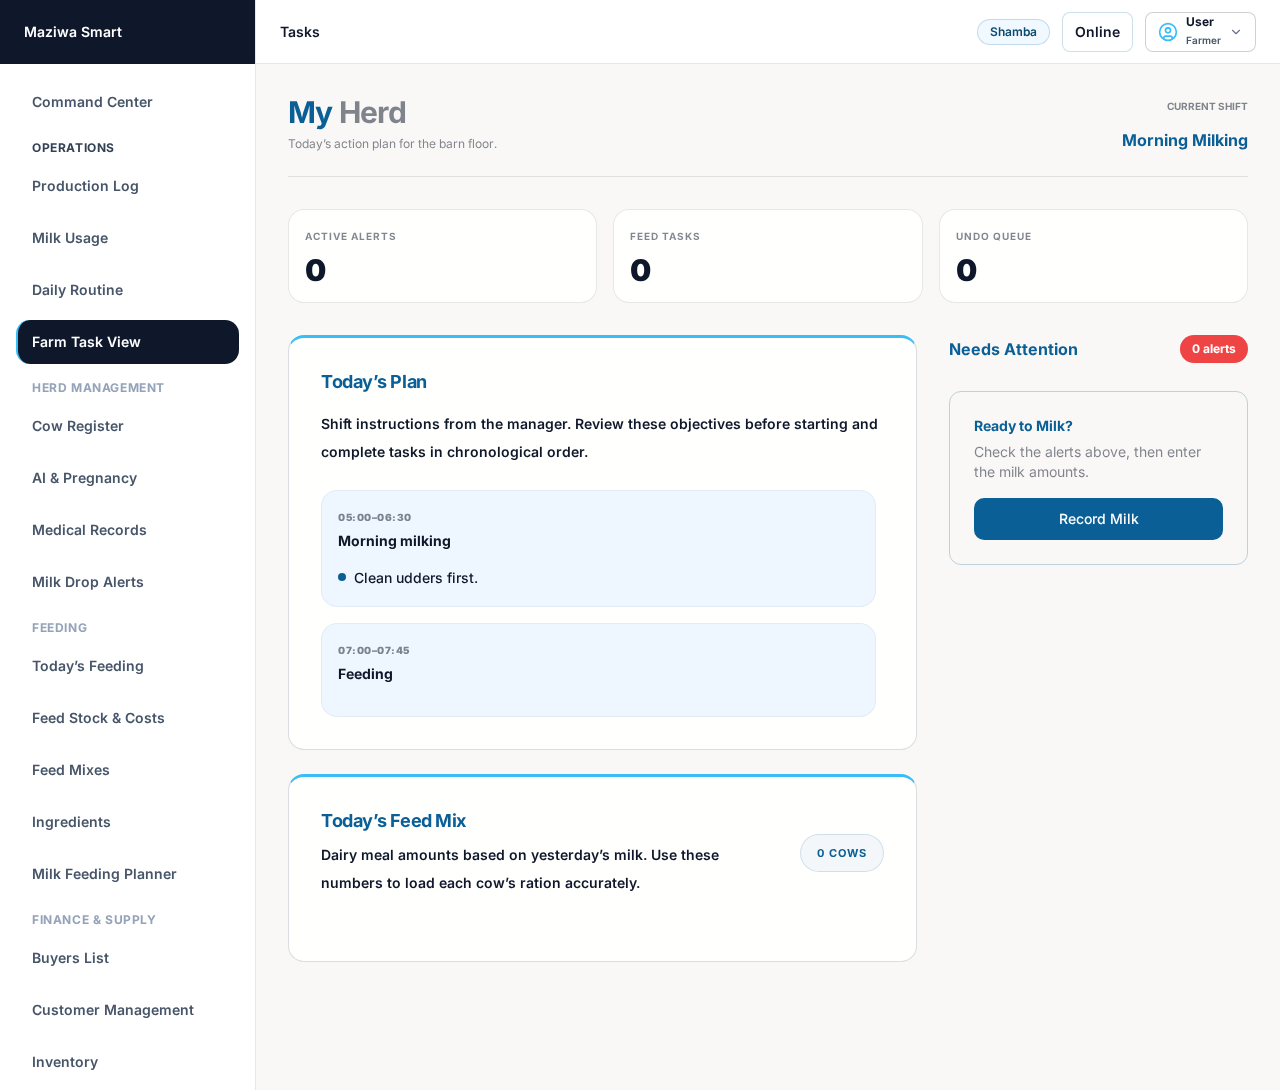 Maziwa Smart
Tasks
Shamba
Online
User
Farmer
Command Center
OPERATIONS
Production Log
Milk Usage
Daily Routine
Farm Task View
HERD MANAGEMENT
Cow Register
AI & Pregnancy
Medical Records
Milk Drop Alerts
FEEDING
Today’s Feeding
Feed Stock & Costs
Feed Mixes
Ingredients
Milk Feeding Planner
FINANCE & SUPPLY
Buyers List
Customer Management
Inventory
My Herd
Today’s action plan for the barn floor.
CURRENT SHIFT
Morning Milking
ACTIVE ALERTS
0
FEED TASKS
0
UNDO QUEUE
0
Today’s Plan
Shift instructions from the manager. Review these objectives before starting and
complete tasks in chronological order.
05:00–06:30
Morning milking
Clean udders first.
07:00–07:45
Feeding
Today’s Feed Mix
Dairy meal amounts based on yesterday’s milk. Use these
numbers to load each cow’s ration accurately.
0 COWS
Needs Attention
0 alerts
Ready to Milk?
Check the alerts above, then enter
the milk amounts.
Record Milk